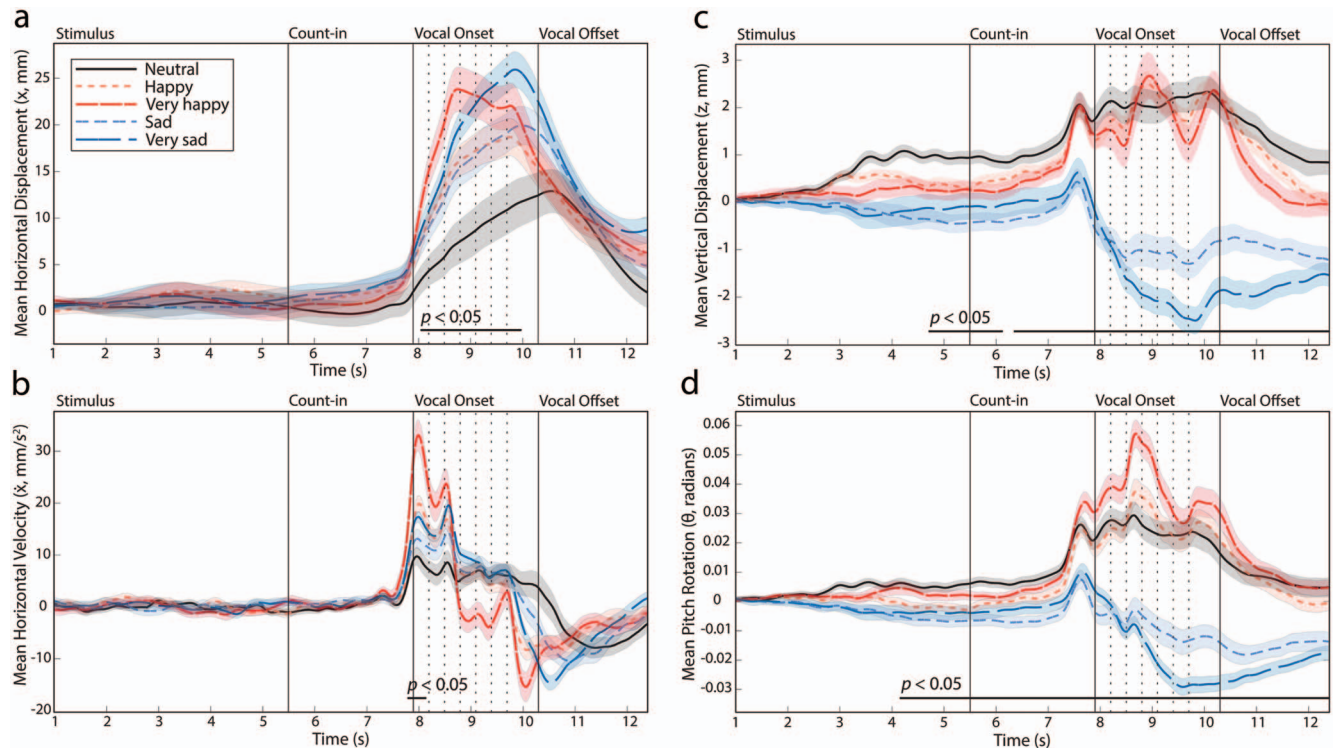 a
Stimulus Count-in Vocal Onset Vocal Offset
Mean Horizontal Displacement (x, mm)
25
20
15
10
5
0
Neutral
Happy
Very happy
Sad
Very sad
p < 0.05
1 2 3 4 5 6 7 8 9 10 11 12
Time (s)
b
Stimulus Count-in Vocal Onset Vocal Offset
Mean Horizontal Velocity (ẋ, mm/s²)
30
20
10
0
-10
-20
p < 0.05
1 2 3 4 5 6 7 8 9 10 11 12
Time (s)
c
Stimulus Count-in Vocal Onset Vocal Offset
Mean Vertical Displacement (z, mm)
3
2
1
0
-1
-2
-3
p < 0.05
1 2 3 4 5 6 7 8 9 10 11 12
Time (s)
d
Stimulus Count-in Vocal Onset Vocal Offset
Mean Pitch Rotation (θ, radians)
0.06
0.05
0.04
0.03
0.02
0.01
0
-0.01
-0.02
-0.03
p < 0.05
1 2 3 4 5 6 7 8 9 10 11 12
Time (s)